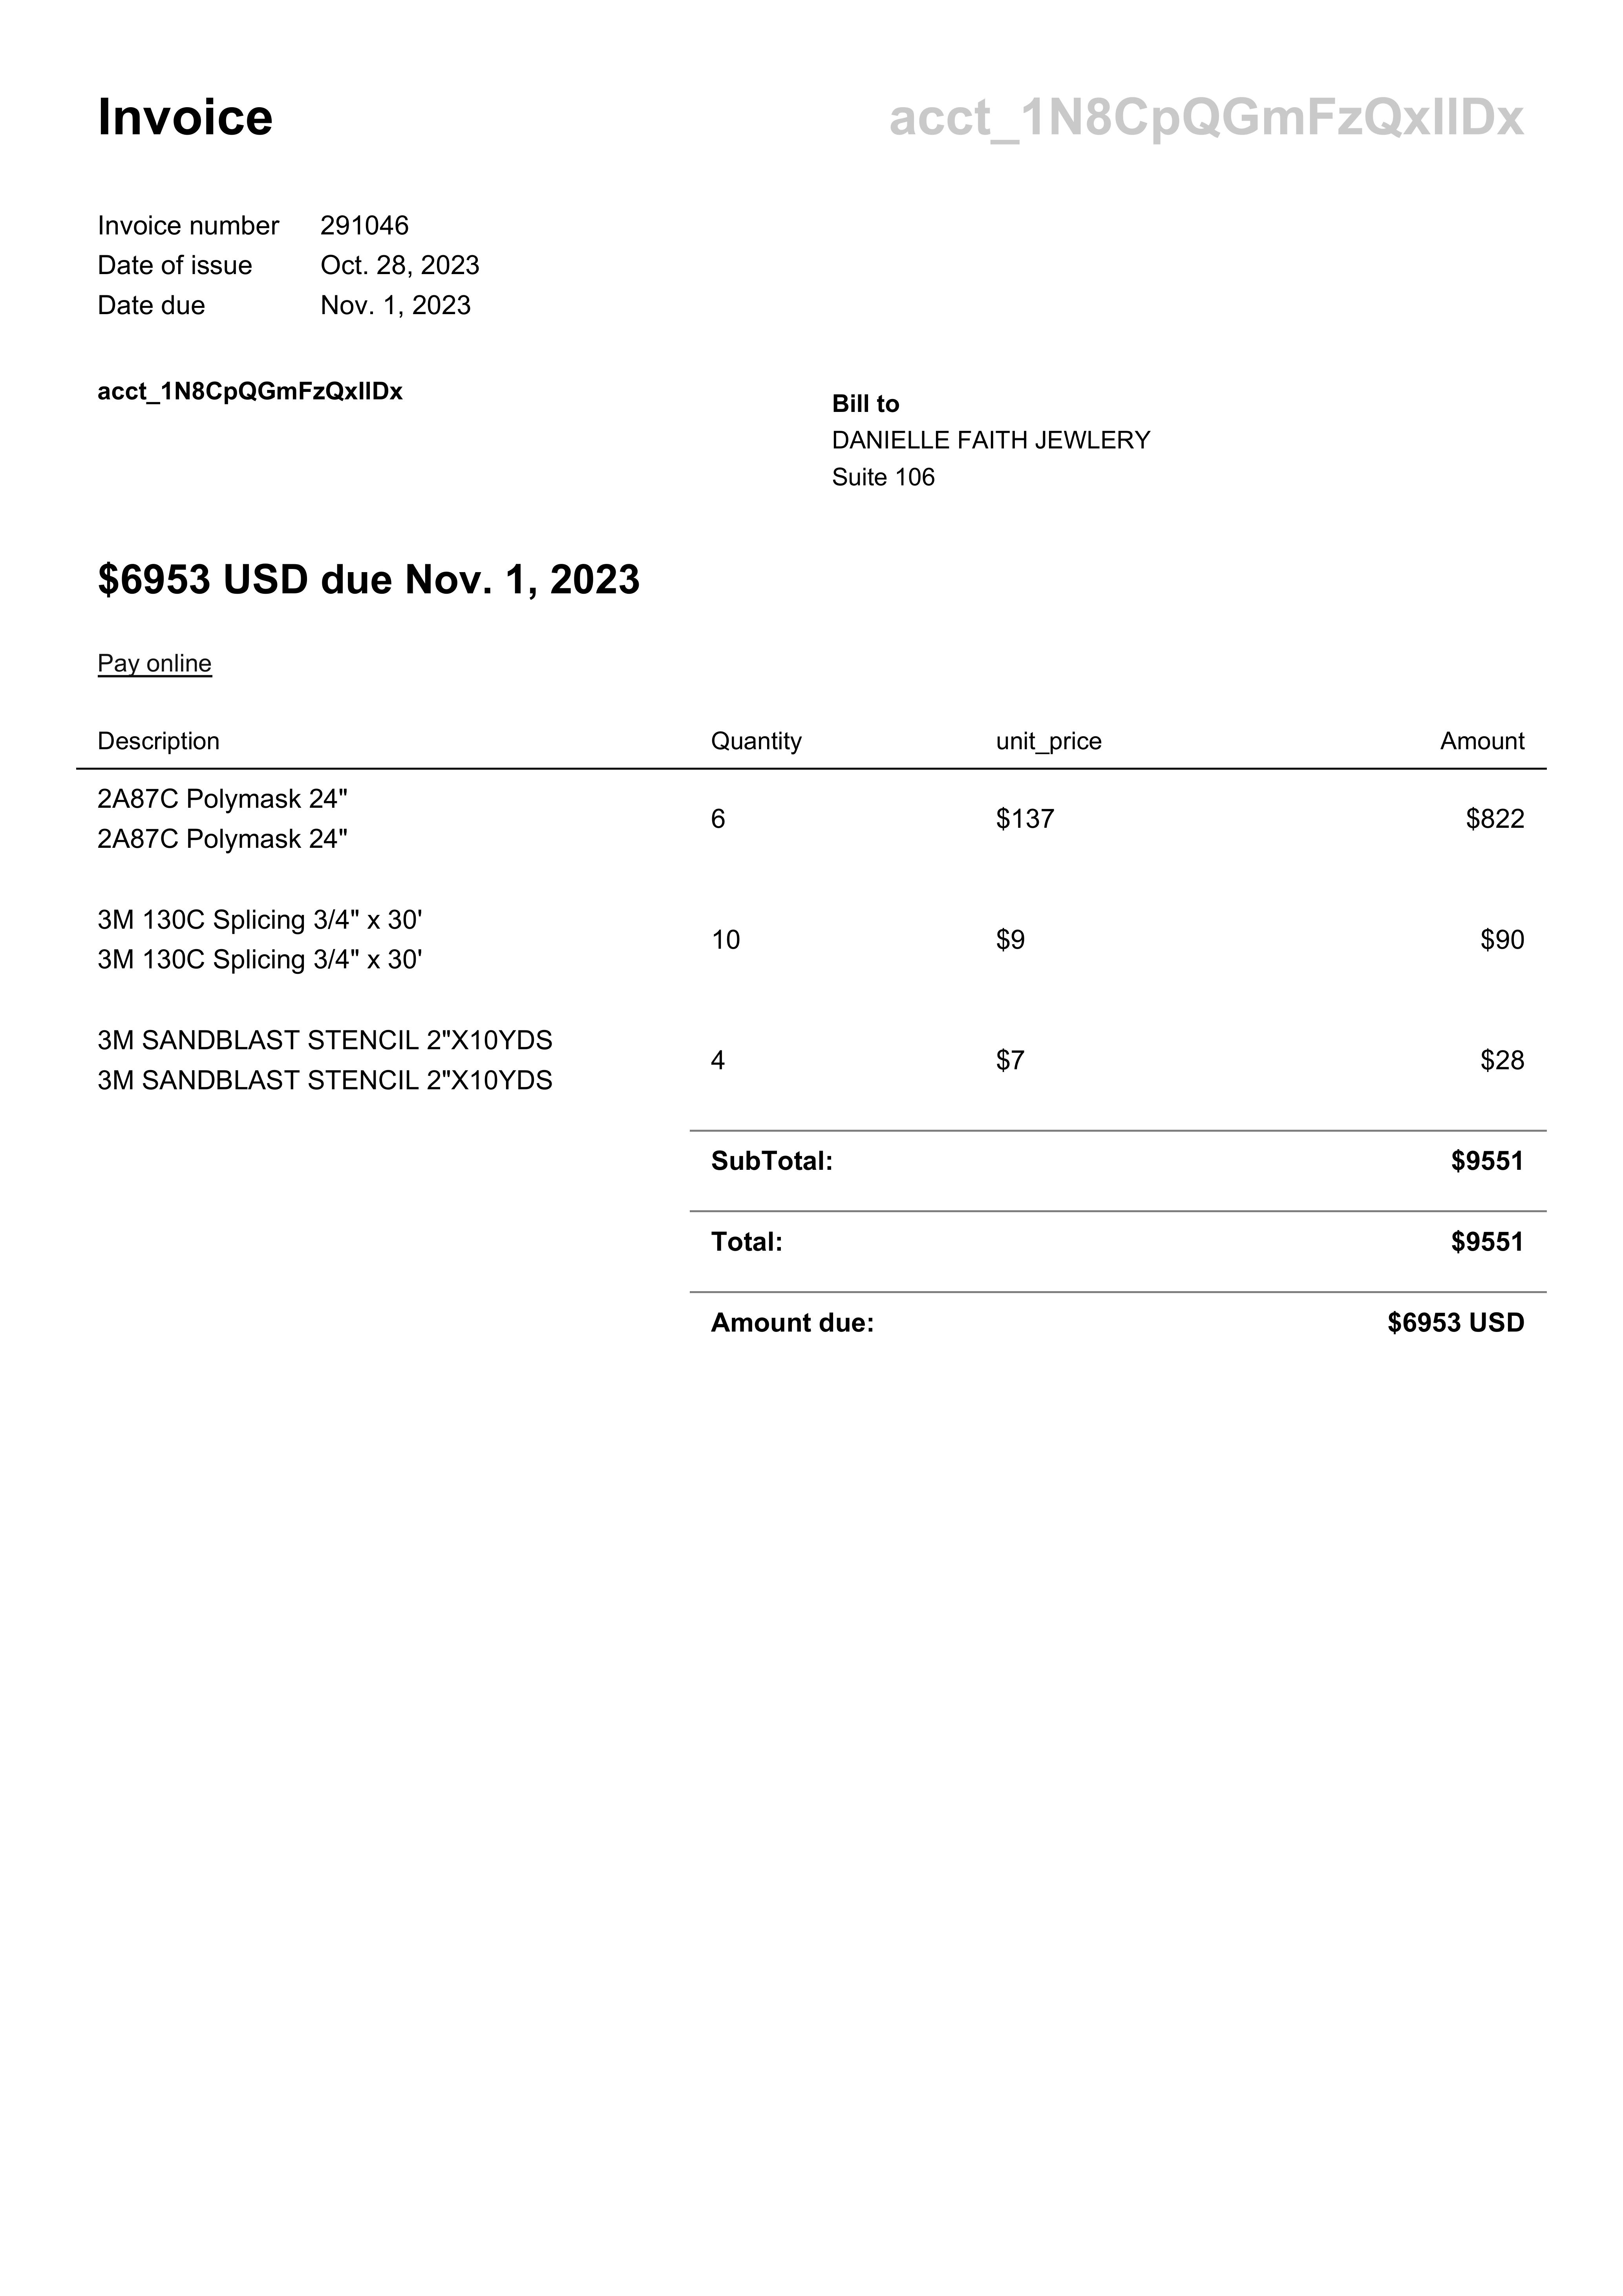 Invoice
acct_1N8CpQGmFzQxllDx
Invoice number 291046
Date of issue Oct. 28, 2023
Date due Nov. 1, 2023
acct_1N8CpQGmFzQxllDx
Bill to
DANIELLE FAITH JEWLERY
Suite 106
$6953 USD due Nov. 1, 2023
Pay online
Description Quantity unit_price Amount
2A87C Polymask 24"
2A87C Polymask 24"
6 $137 $822
3M 130C Splicing 3/4" x 30'
3M 130C Splicing 3/4" x 30'
10 $9 $90
3M SANDBLAST STENCIL 2"X10YDS
3M SANDBLAST STENCIL 2"X10YDS
4 $7 $28
SubTotal: $9551
Total: $9551
Amount due: $6953 USD